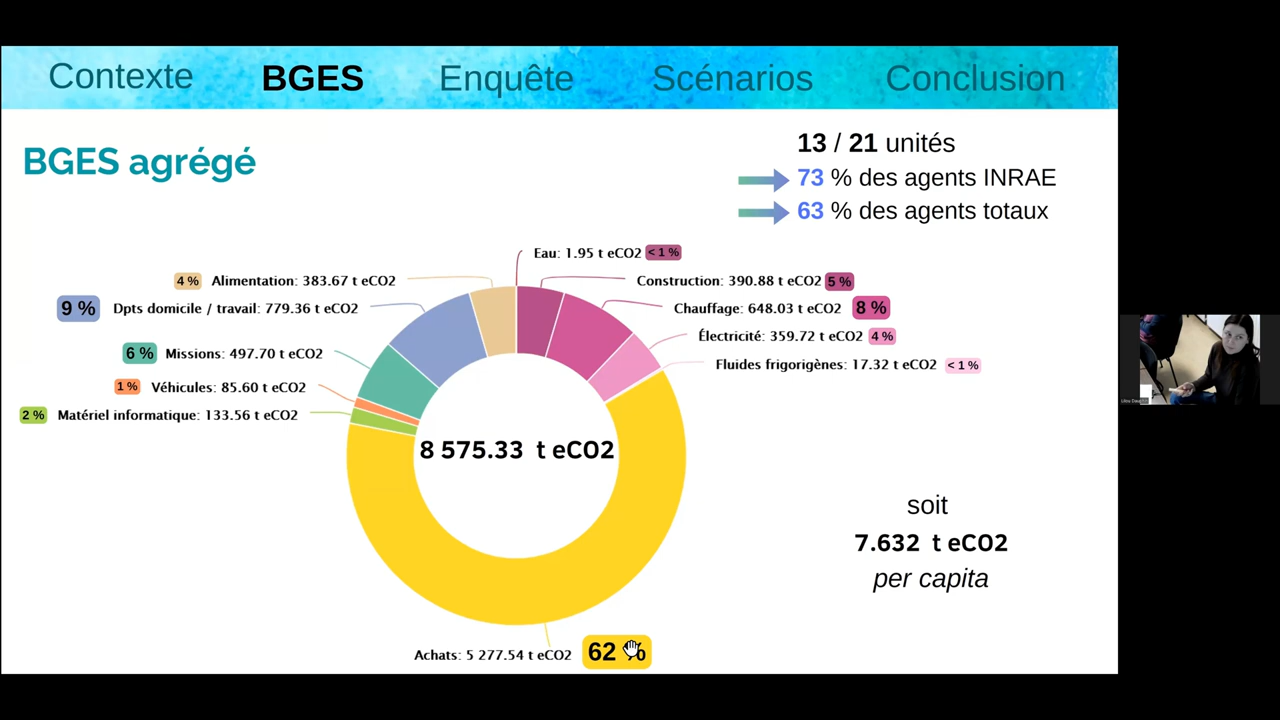 Contexte BGES Enquête Scénarios Conclusion
BGES agrégé
13 / 21 unités
73 % des agents INRAE
63 % des agents totaux
Eau: 1.95 t eCO2 < 1 %
4 % Alimentation: 383.67 t eCO2
Construction: 390.88 t eCO2 5 %
9 % Dpts domicile / travail: 779.36 t eCO2
Chauffage: 648.03 t eCO2 8 %
Électricité: 359.72 t eCO2 4 %
6 % Missions: 497.70 t eCO2
Fluides frigorigènes: 17.32 t eCO2 < 1 %
1 % Véhicules: 85.60 t eCO2
2 % Matériel informatique: 133.56 t eCO2
8 575.33 t eCO2
soit
7.632 t eCO2
per capita
Achats: 5 277.54 t eCO2 62 %